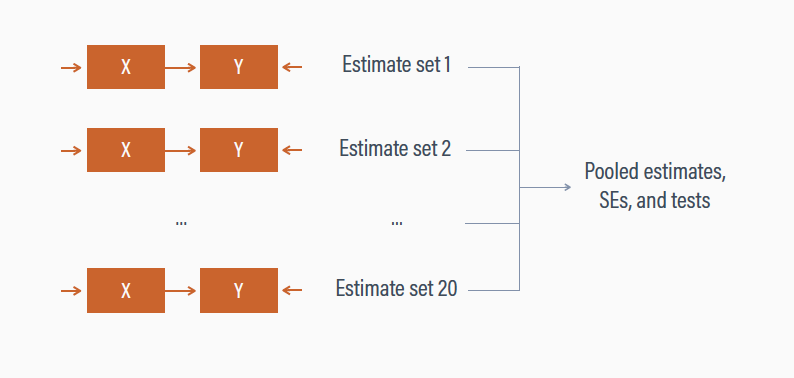 X Y Estimate set 1
X Y Estimate set 2
... ...
X Y Estimate set 20
Pooled estimates,
SEs, and tests